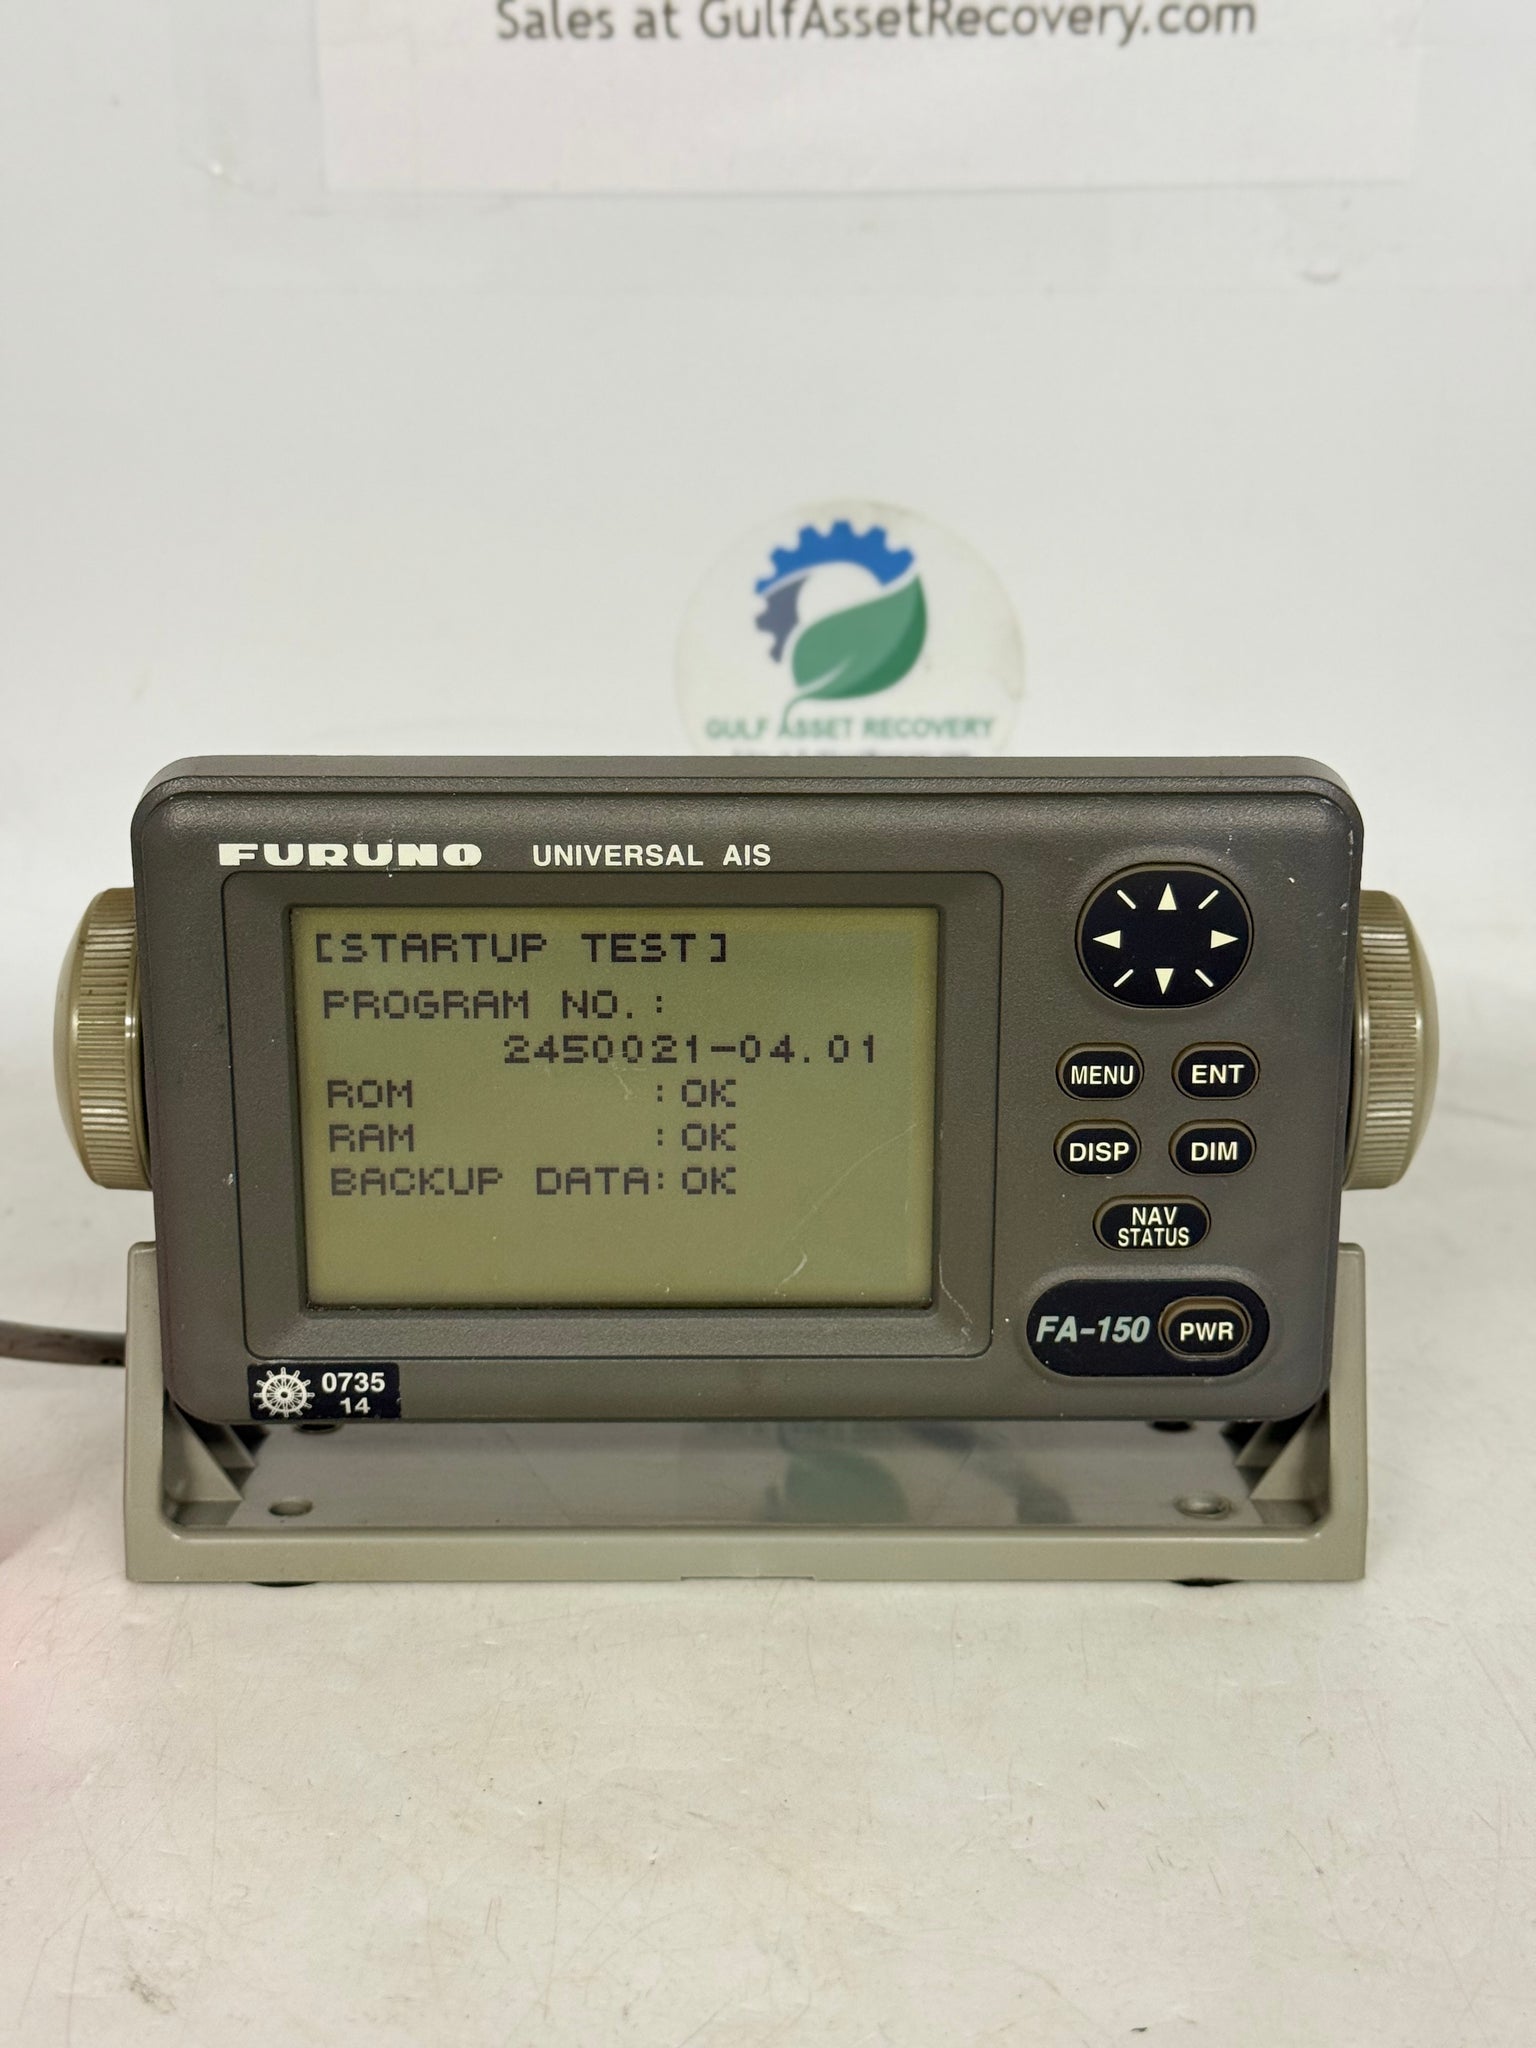 Sales at GulfAssetRecovery.com
GULF ASSET RECOVERY
FURUNO UNIVERSAL AIS
[STARTUP TEST]
PROGRAM NO.:
2450021-04.01
ROM :OK
RAM :OK
BACKUP DATA:OK
MENU ENT
DISP DIM
NAV
STATUS
FA-150 PWR
0735
14